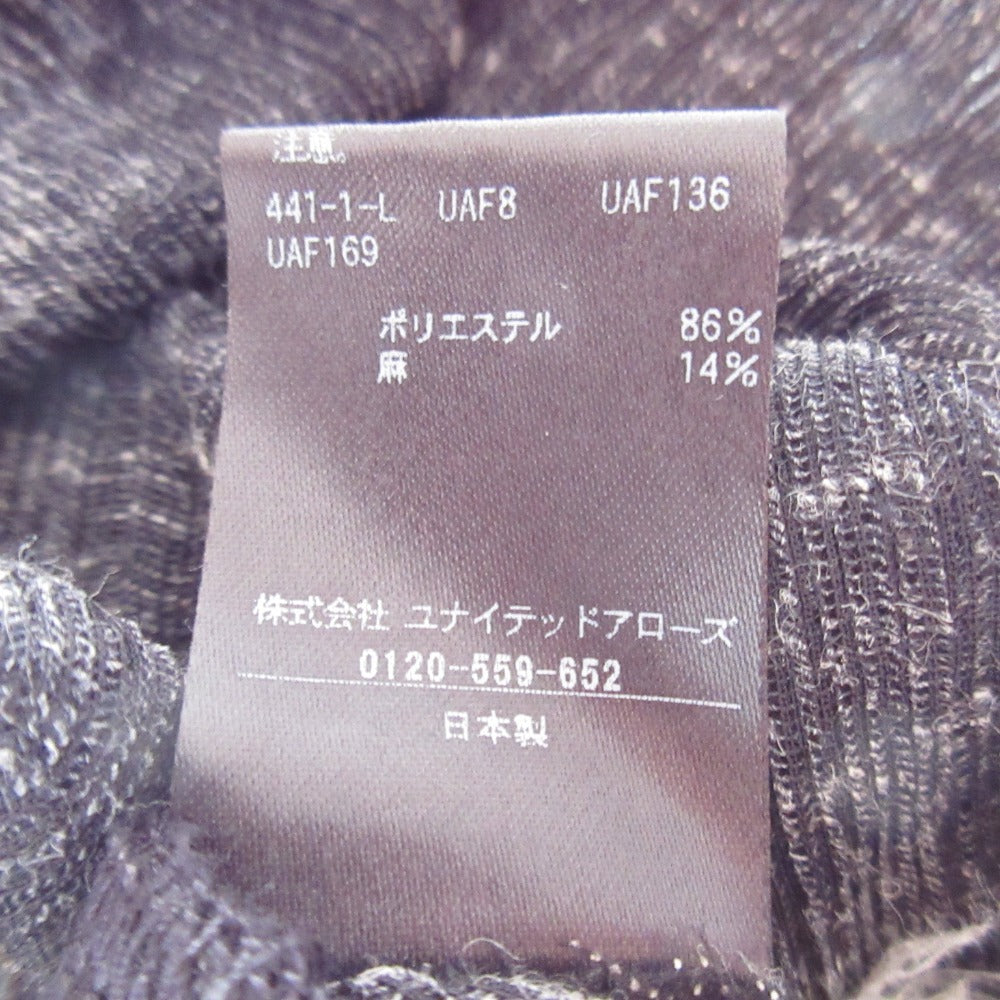 注意。
441-1-L UAF8 UAF136
UAF169
ポリエステル 86%
麻 14%
株式会社 ユナイテッドアローズ
0120-559-652
日本製